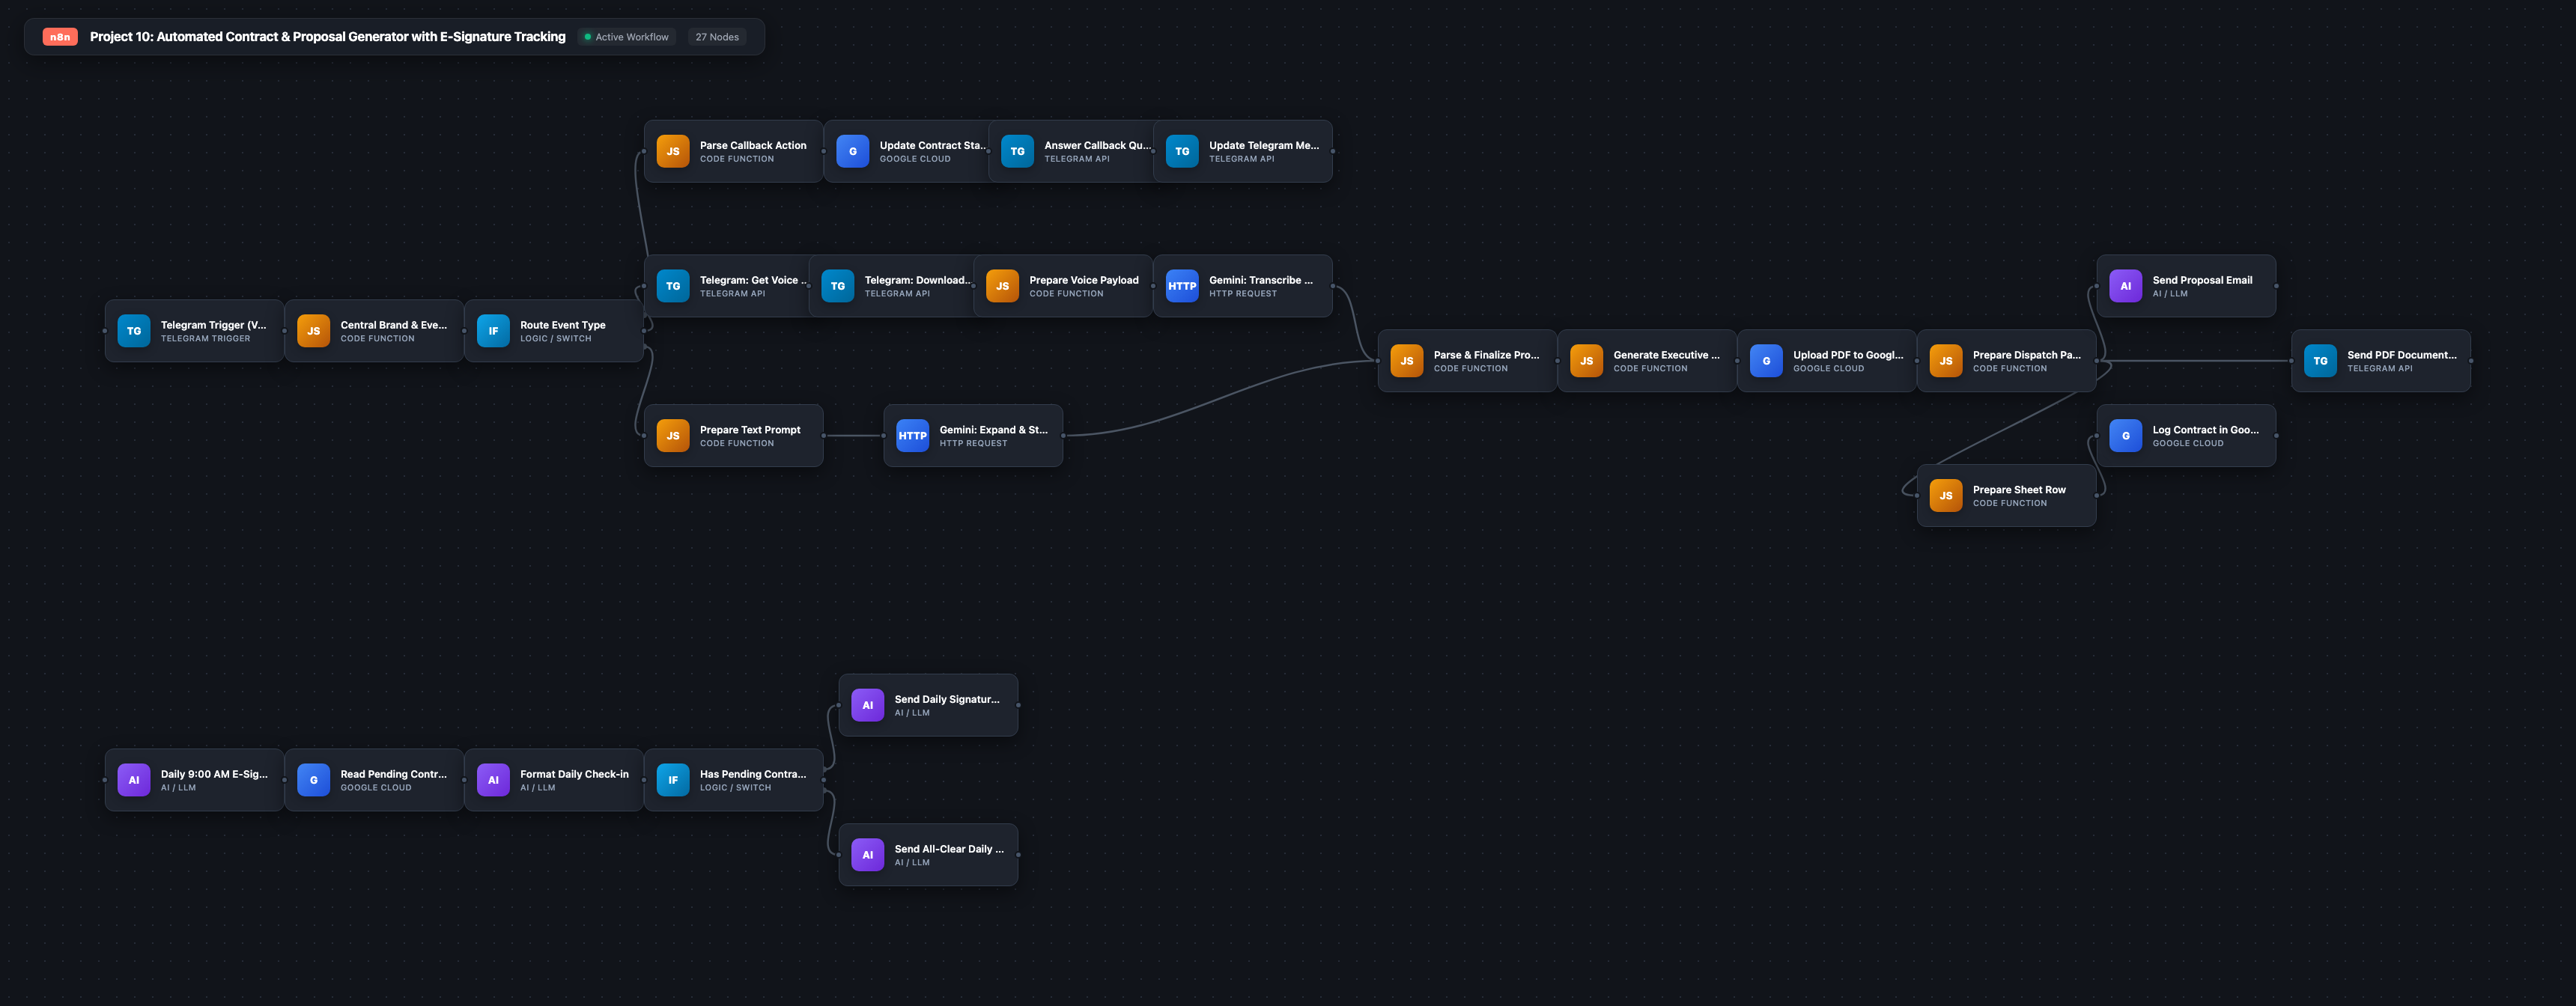 n8n Project 10: Automated Contract & Proposal Generator with E-Signature Tracking Active Workflow 27 Nodes
JS Parse Callback Action
CODE FUNCTION
G Update Contract Sta...
GOOGLE CLOUD
TG Answer Callback Qu...
TELEGRAM API
TG Update Telegram Me...
TELEGRAM API
TG Telegram: Get Voice ...
TELEGRAM API
TG Telegram: Download...
TELEGRAM API
JS Prepare Voice Payload
CODE FUNCTION
HTTP Gemini: Transcribe ...
HTTP REQUEST
AI Send Proposal Email
AI / LLM
TG Telegram Trigger (V...
TELEGRAM TRIGGER
JS Central Brand & Eve...
CODE FUNCTION
IF Route Event Type
LOGIC / SWITCH
JS Parse & Finalize Pro...
CODE FUNCTION
JS Generate Executive ...
CODE FUNCTION
G Upload PDF to Googl...
GOOGLE CLOUD
JS Prepare Dispatch Pa...
CODE FUNCTION
TG Send PDF Document...
TELEGRAM API
JS Prepare Text Prompt
CODE FUNCTION
HTTP Gemini: Expand & St...
HTTP REQUEST
G Log Contract in Goo...
GOOGLE CLOUD
JS Prepare Sheet Row
CODE FUNCTION
AI Send Daily Signatur...
AI / LLM
AI Daily 9:00 AM E-Sig...
AI / LLM
G Read Pending Contr...
GOOGLE CLOUD
AI Format Daily Check-in
AI / LLM
IF Has Pending Contra...
LOGIC / SWITCH
AI Send All-Clear Daily ...
AI / LLM